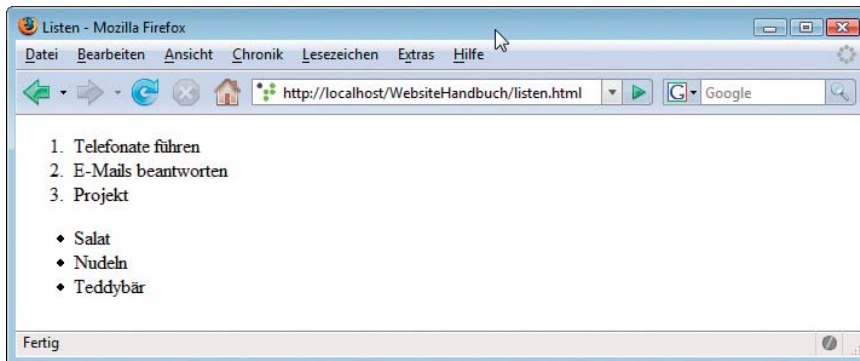 Listen - Mozilla Firefox
Datei Bearbeiten Ansicht Chronik Lesezeichen Extras Hilfe
http://localhost/WebsiteHandbuch/listen.html G Google
1. Telefonate führen
2. E-Mails beantworten
3. Projekt
• Salat
• Nudeln
• Teddybär
Fertig